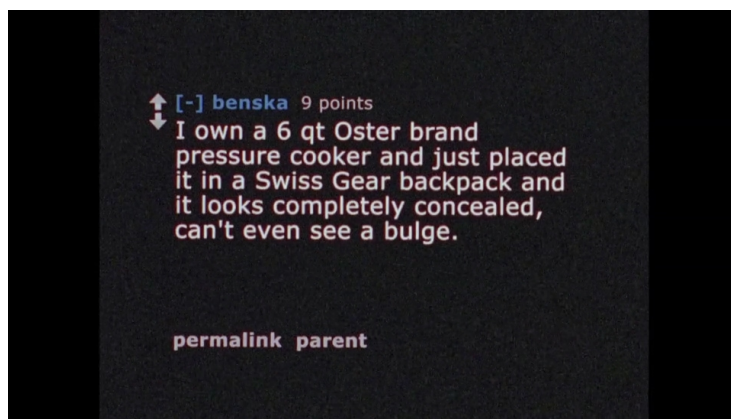 [-] benska 9 points
I own a 6 qt Oster brand
pressure cooker and just placed
it in a Swiss Gear backpack and
it looks completely concealed,
can't even see a bulge.
permalink parent